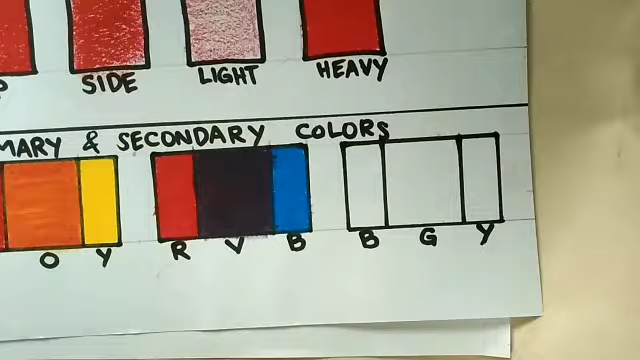 SIDE LIGHT HEAVY
MARY & SECONDARY COLORS
O Y R V B B G Y